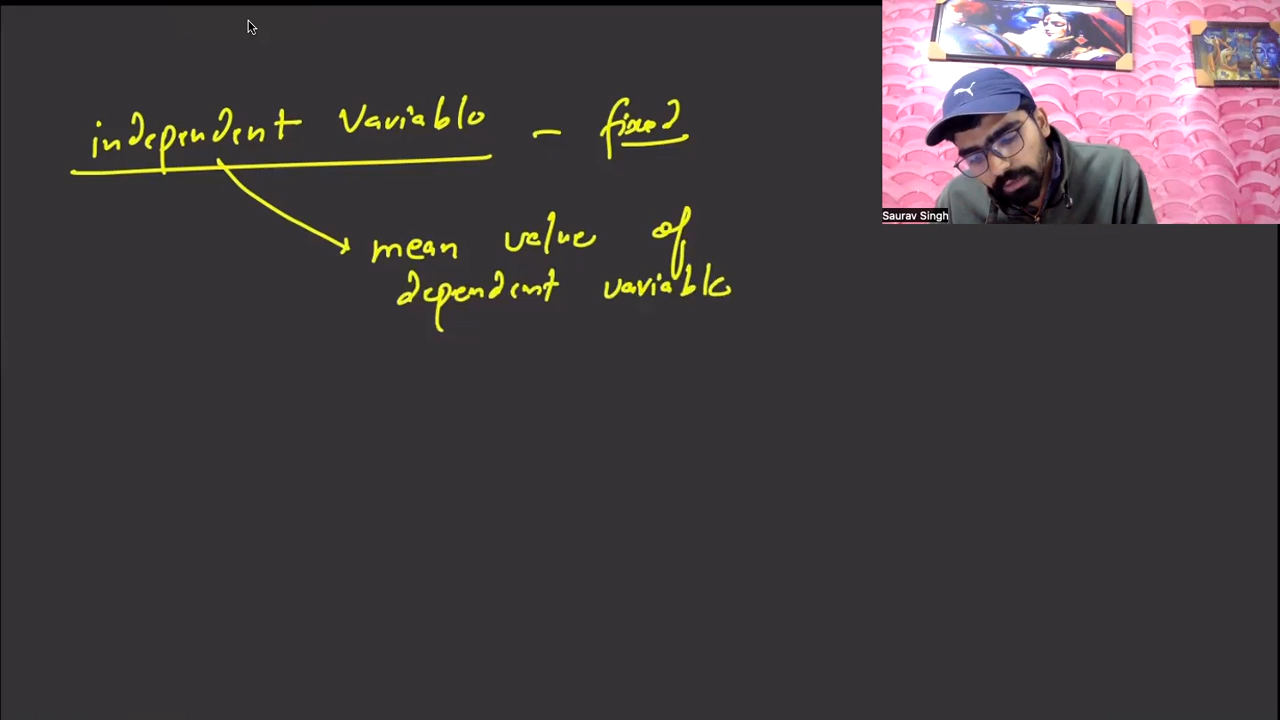 independent Variable - fixed
mean value of
dependent variable
Saurav Singh